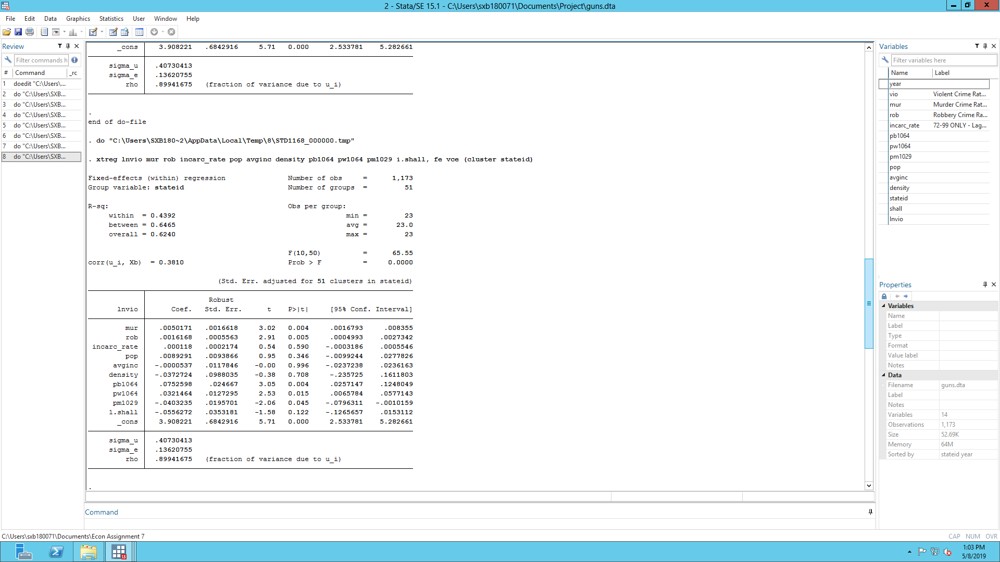 2 - Stata/SE 15.1 - C:\Users\sxb180071\Documents\Project\guns.dta
File Edit Data Graphics Statistics User Window Help
Review
Filter commands h
# Command _rc
1 doedit "C:\Users\...
2 do "C:\Users\SXB...
3 do "C:\Users\SXB...
4 do "C:\Users\SXB...
5 do "C:\Users\SXB...
6 do "C:\Users\SXB...
7 do "C:\Users\SXB...
8 do "C:\Users\SXB...
_cons 3.908221 .6842916 5.71 0.000 2.533781 5.282661
sigma_u .40730413
sigma_e .13620755
rho .89941675 (fraction of variance due to u_i)
.
end of do-file
. do "C:\Users\SXB180~2\AppData\Local\Temp\8\STD1168_000000.tmp"
. xtreg lnvio mur rob incarc_rate pop avginc density pb1064 pw1064 pm1029 i.shall, fe vce (cluster stateid)
Fixed-effects (within) regression Number of obs = 1,173
Group variable: stateid Number of groups = 51
R-sq: Obs per group:
within = 0.4392 min = 23
between = 0.6465 avg = 23.0
overall = 0.6240 max = 23
F(10,50) = 65.55
corr(u_i, Xb) = 0.3810 Prob > F = 0.0000
(Std. Err. adjusted for 51 clusters in stateid)
Robust
lnvio Coef. Std. Err. t P>|t| [95% Conf. Interval]
mur .0050171 .0016618 3.02 0.004 .0016793 .008355
rob .0016168 .0005563 2.91 0.005 .0004993 .0027342
incarc_rate .000118 .0002174 0.54 0.590 -.0003186 .0005546
pop .0089291 .0093866 0.95 0.346 -.0099244 .0277826
avginc -.0000537 .0117846 -0.00 0.996 -.0237238 .0236163
density -.0372724 .0988035 -0.38 0.708 -.235725 .1611803
pb1064 .0752598 .024667 3.05 0.004 .0257147 .1248049
pw1064 .0321464 .0127295 2.53 0.015 .0065784 .0577143
pm1029 -.0403235 .0195701 -2.06 0.045 -.0796311 -.0010159
1.shall -.0556272 .0353181 -1.58 0.122 -.1265657 .0153112
_cons 3.908221 .6842916 5.71 0.000 2.533781 5.282661
sigma_u .40730413
sigma_e .13620755
rho .89941675 (fraction of variance due to u_i)
.
Command
Variables
Filter variables here
Name Label
year
vio Violent Crime Rat...
mur Murder Crime Rat...
rob Robbery Crime Ra...
incarc_rate 72-99 ONLY - Lag...
pb1064
pw1064
pm1029
pop
avginc
density
stateid
shall
lnvio
Properties
Variables
Name
Label
Type
Format
Value label
Notes
Data
Filename guns.dta
Label
Notes
Variables 14
Observations 1,173
Size 52.69K
Memory 64M
Sorted by stateid year
C:\Users\sxb180071\Documents\Econ Assignment 7
CAP NUM OVR
15
1:03 PM
5/8/2019